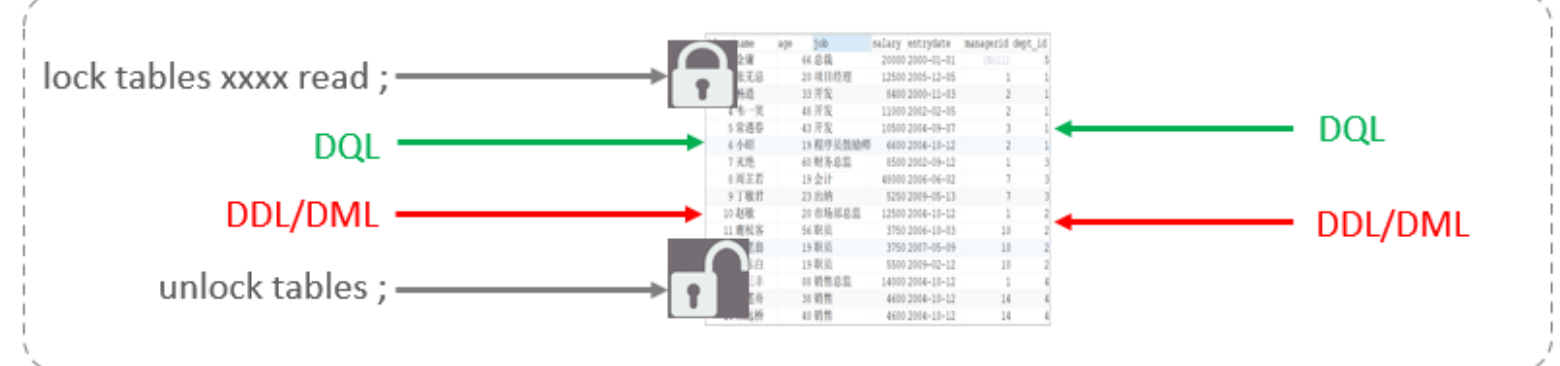 name age job salary entrydate managerid dept_id
金庸 66 总裁 20000 2000-01-01 (Null) 5
lock tables xxxx read ;
张无忌 20 项目经理 12500 2005-12-05 1 1
杨逍 33 开发 8400 2000-11-03 2 1
4 韦一笑 48 开发 11000 2002-02-05 2 1
5 常遇春 43 开发 10500 2004-09-07 3 1
DQL
DQL
6 小昭 19 程序员鼓励师 6600 2004-10-12 2 1
7 灭绝 60 财务总监 8500 2002-09-12 1 3
8 周芷若 19 会计 48000 2006-06-02 7 3
9 丁敏君 23 出纳 5250 2009-05-13 7 3
DDL/DML
DDL/DML
10 赵敏 20 市场部总监 12500 2004-10-12 1 2
11 鹿杖客 56 职员 3750 2006-10-03 10 2
19 职员 3750 2007-05-09 10 2
白 19 职员 5500 2009-02-12 10 2
unlock tables ;
88 销售总监 14000 2004-10-12 1 4
舟 38 销售 4600 2004-10-12 14 4
桥 40 销售 4600 2004-10-12 14 4